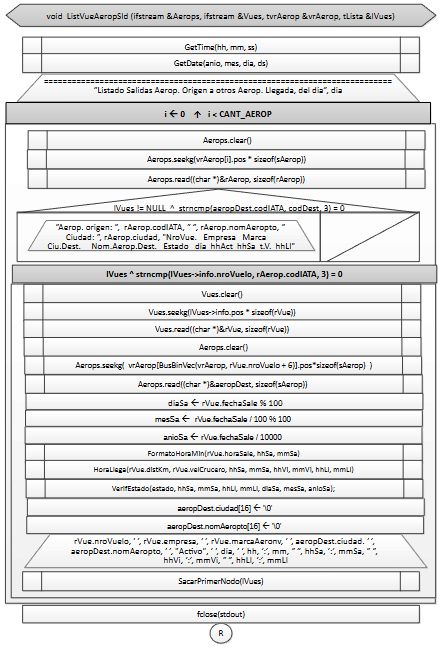 void ListVueAeropSld (ifstream &Aerops, ifstream &Vues, tvrAerop &vrAerop, tLista &lVues)
GetTime(hh, mm, ss)
GetDate(anio, mes, dia, ds)
==========================================================================
"Listado Salidas Aerop. Origen a otros Aerop. Llegada, del dia", dia
i ← 0 ↑ i < CANT_AEROP
Aerops.clear()
Aerops.seekg(vrAerop[i].pos * sizeof(sAerop))
Aerops.read((char *)&rAerop, sizeof(rAerop))
lVues != NULL ^ strncmp(aeropDest.codIATA, codDest, 3) = 0
"Aerop. origen: ", rAerop.codIATA, " ", rAerop.nomAeropto, "
Ciudad: ", rAerop.ciudad, "NroVue. Empresa Marca
Ciu.Dest. Nom.Aerop.Dest. Estado dia hhAct hhSa t.V. hhLl"
lVues ^ strncmp(lVues->info.nroVuelo, rAerop.codIATA, 3) = 0
Vues.clear()
Vues.seekg(lVues->info.pos * sizeof(rVue))
Vues.read((char *)&rVue, sizeof(rVue))
Aerops.clear()
Aerops.seekg( vrAerop[BusBinVec(vrAerop, rVue.nroVuelo + 6)].pos*sizeof(sAerop) )
Aerops.read((char *)&aeropDest, sizeof(sAerop))
diaSa ← rVue.fechaSale % 100
mesSa ← rVue.fechaSale / 100 % 100
anioSa ← rVue.fechaSale / 10000
FormatoHoraMin(rVue.horaSale, hhSa, mmSa)
HoraLlega(rVue.distKm, rVue.velCrucero, hhSa, mmSa, hhVi, mmVi, hhLl, mmLl)
VerifEstado(estado, hhSa, mmSa, hhLl, mmLl, diaSa, mesSa, anioSa);
aeropDest.ciudad[16] ← '\0'
aeropDest.nomAeropto[16] ← '\0'
rVue.nroVuelo, ' ', rVue.empresa, ' ', rVue.marcaAeronv, ' ', aeropDest.ciudad. ' ',
aeropDest.nomAeropto, ' ', "Activo", ' ', dia, ' ', hh, ':', mm, " ", hhSa, ':', mmSa, " ",
hhVi, ':', mmVi, " ", hhLl, ':', mmLl
SacarPrimerNodo(lVues)
fclose(stdout)
R